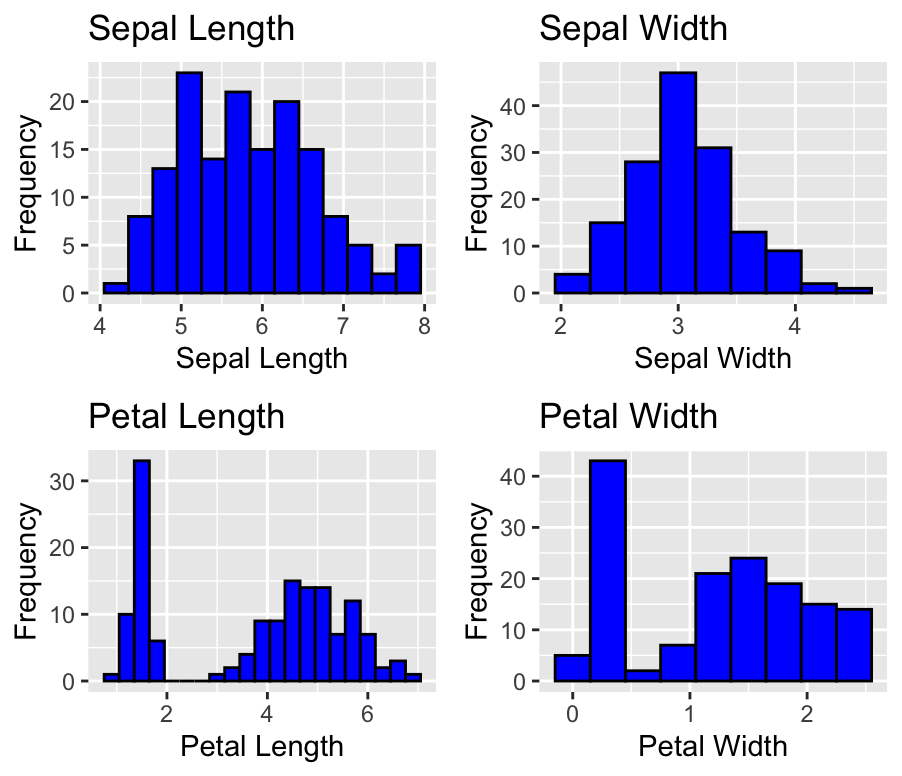 Sepal Length
Frequency
20
15
10
5
0
4 5 6 7 8
Sepal Length
Sepal Width
Frequency
40
30
20
10
0
2 3 4
Sepal Width
Petal Length
Frequency
30
20
10
0
2 4 6
Petal Length
Petal Width
Frequency
40
30
20
10
0
0 1 2
Petal Width